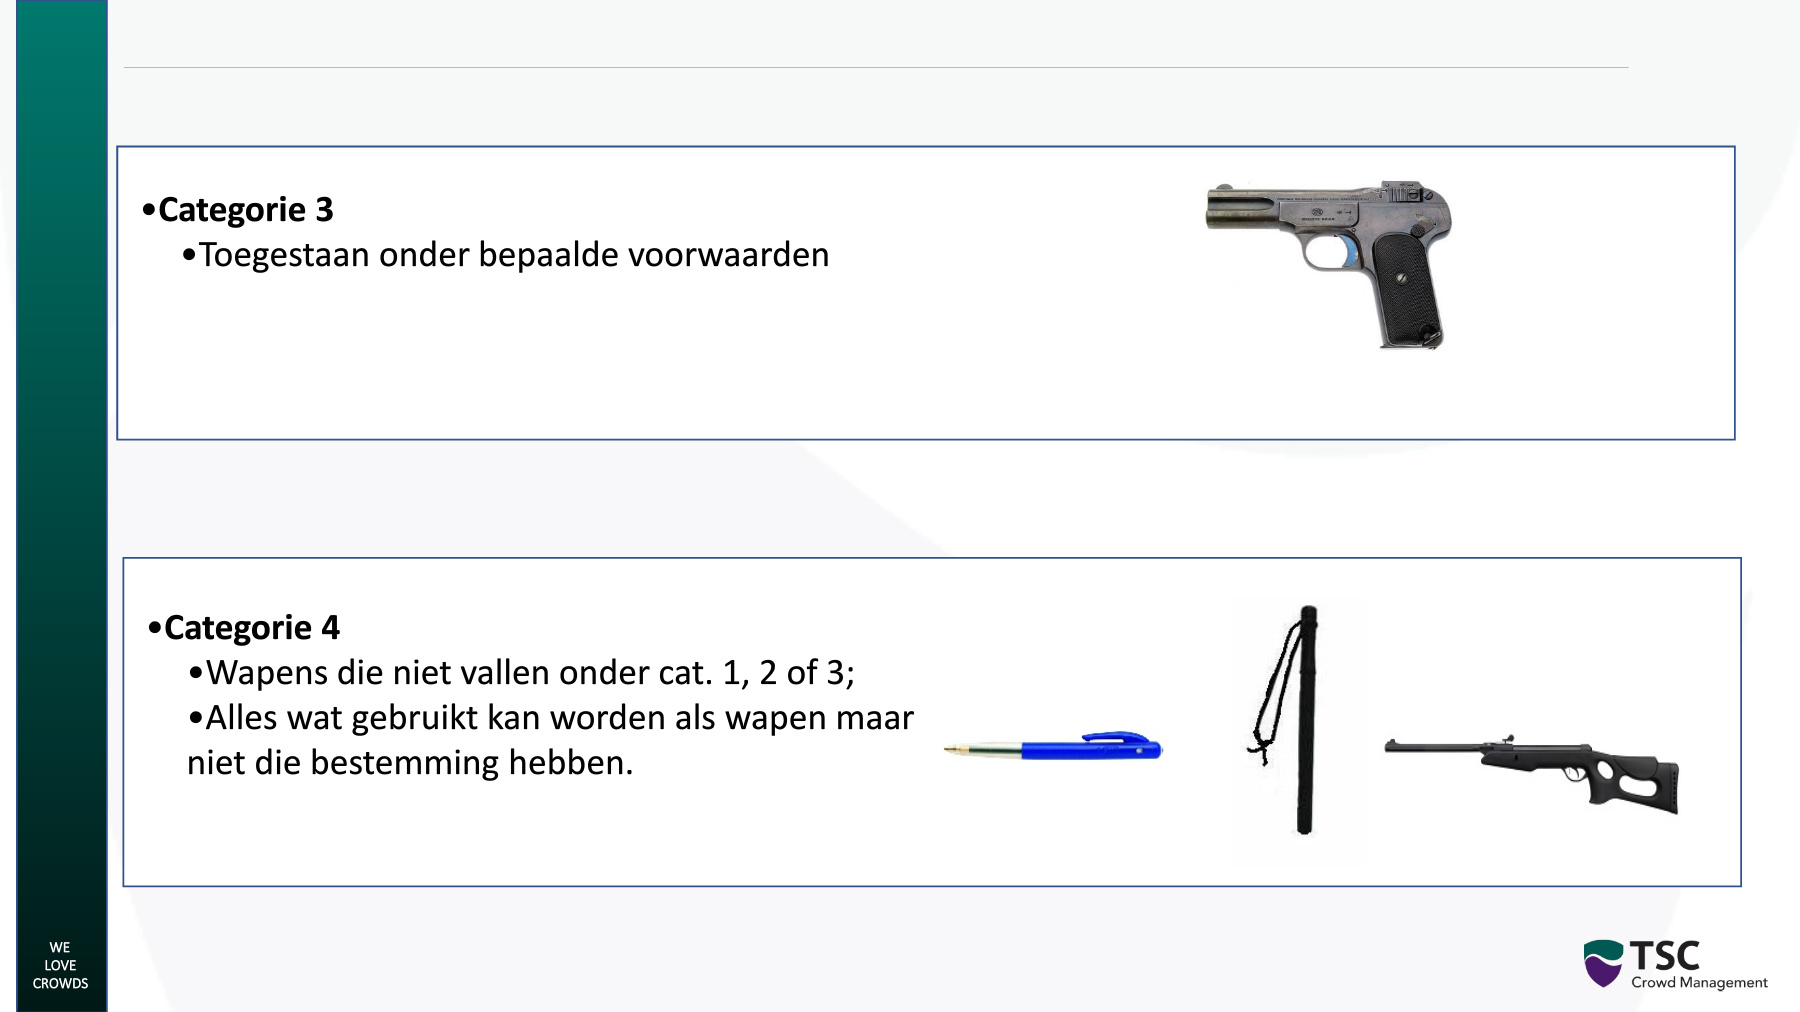 •Categorie 3
•Toegestaan onder bepaalde voorwaarden
•Categorie 4
•Wapens die niet vallen onder cat. 1, 2 of 3;
•Alles wat gebruikt kan worden als wapen maar
niet die bestemming hebben.
WE
LOVE
CROWDS
TSC
Crowd Management